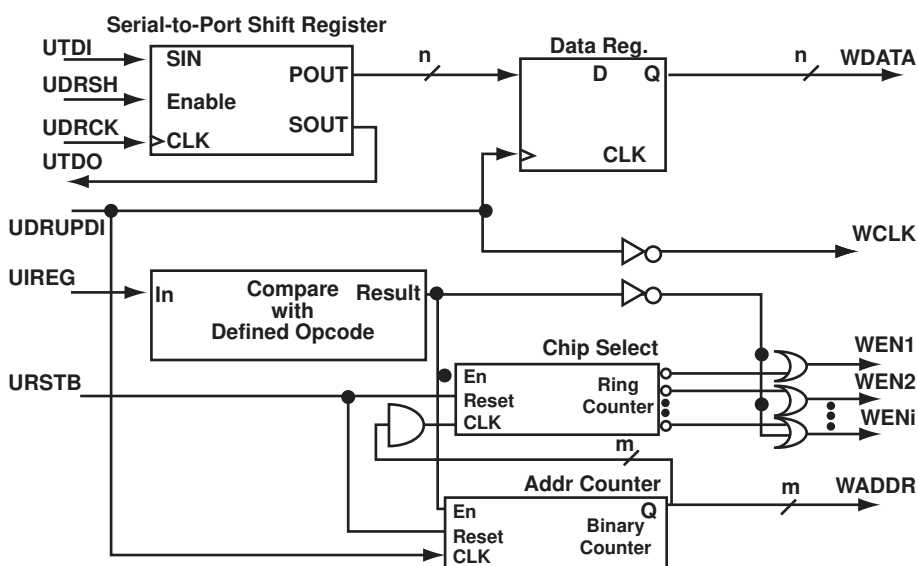 Serial-to-Port Shift Register
UTDI
SIN
POUT
n
Data Reg.
D Q
n
WDATA
UDRSH
Enable
SOUT
UDRCK
CLK
CLK
UTDO
UDRUPDI
WCLK
UIREG
In
Compare
with
Defined Opcode
Result
Chip Select
WEN1
URSTB
En
Reset
CLK
Ring
Counter
WEN2
WENi
m
Addr Counter
En
Reset
CLK
Q
Binary
Counter
m
WADDR